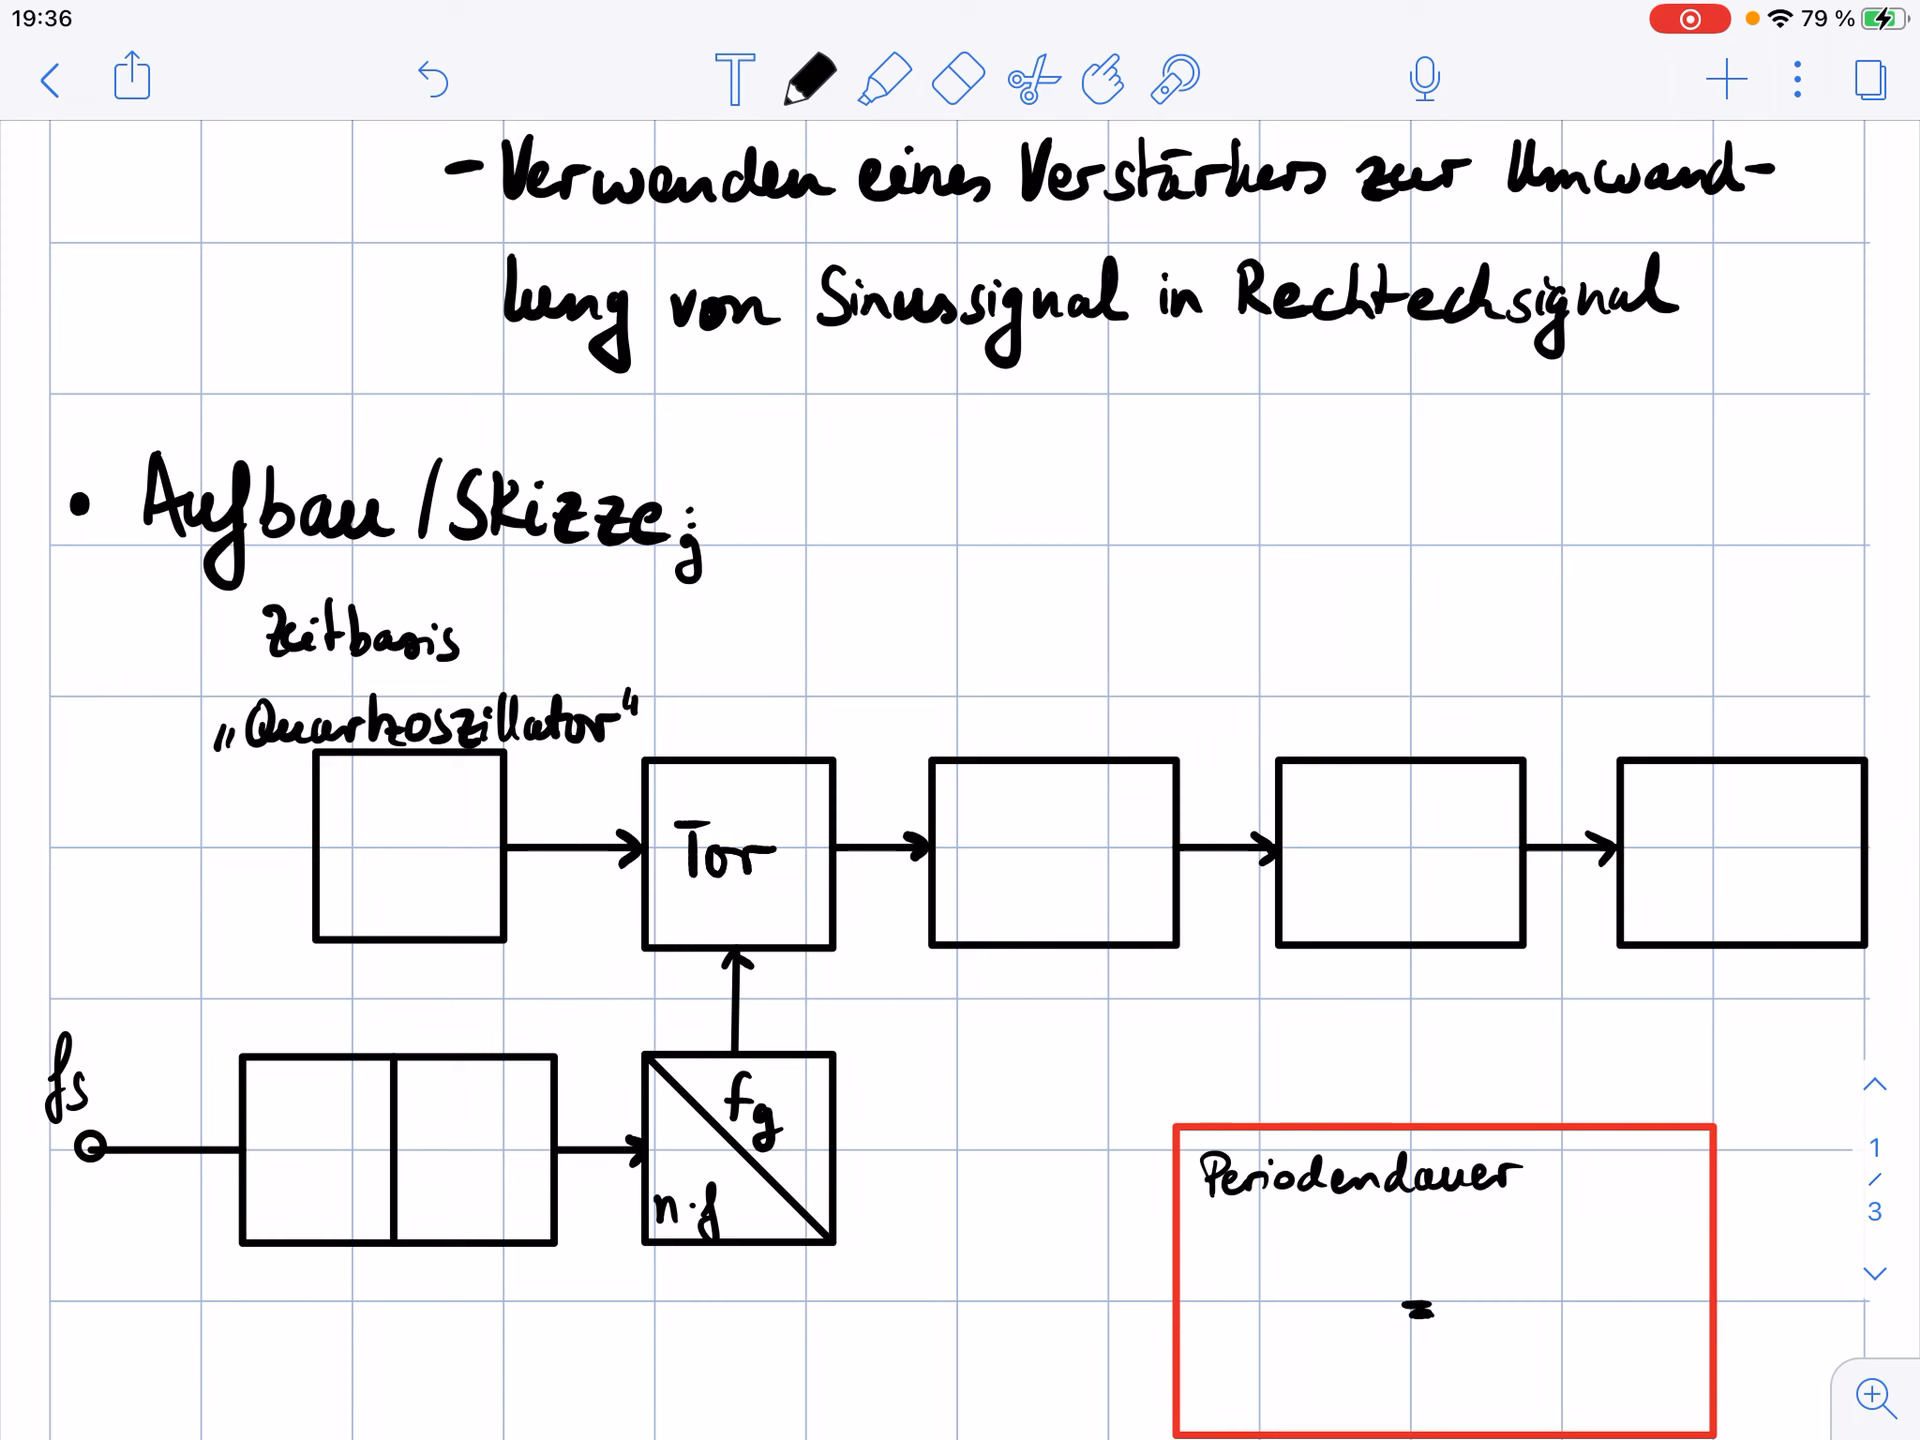 19:36
79 %
- Verwenden eines Verstärkers zur Umwand-
lung von Sinussignal in Rechtecksignal
• Aufbau / Skizze:
Zeitbasis
„Quartzoszillator“
Tor
fs
fg
n·f
Periodendauer
=
1
/
3